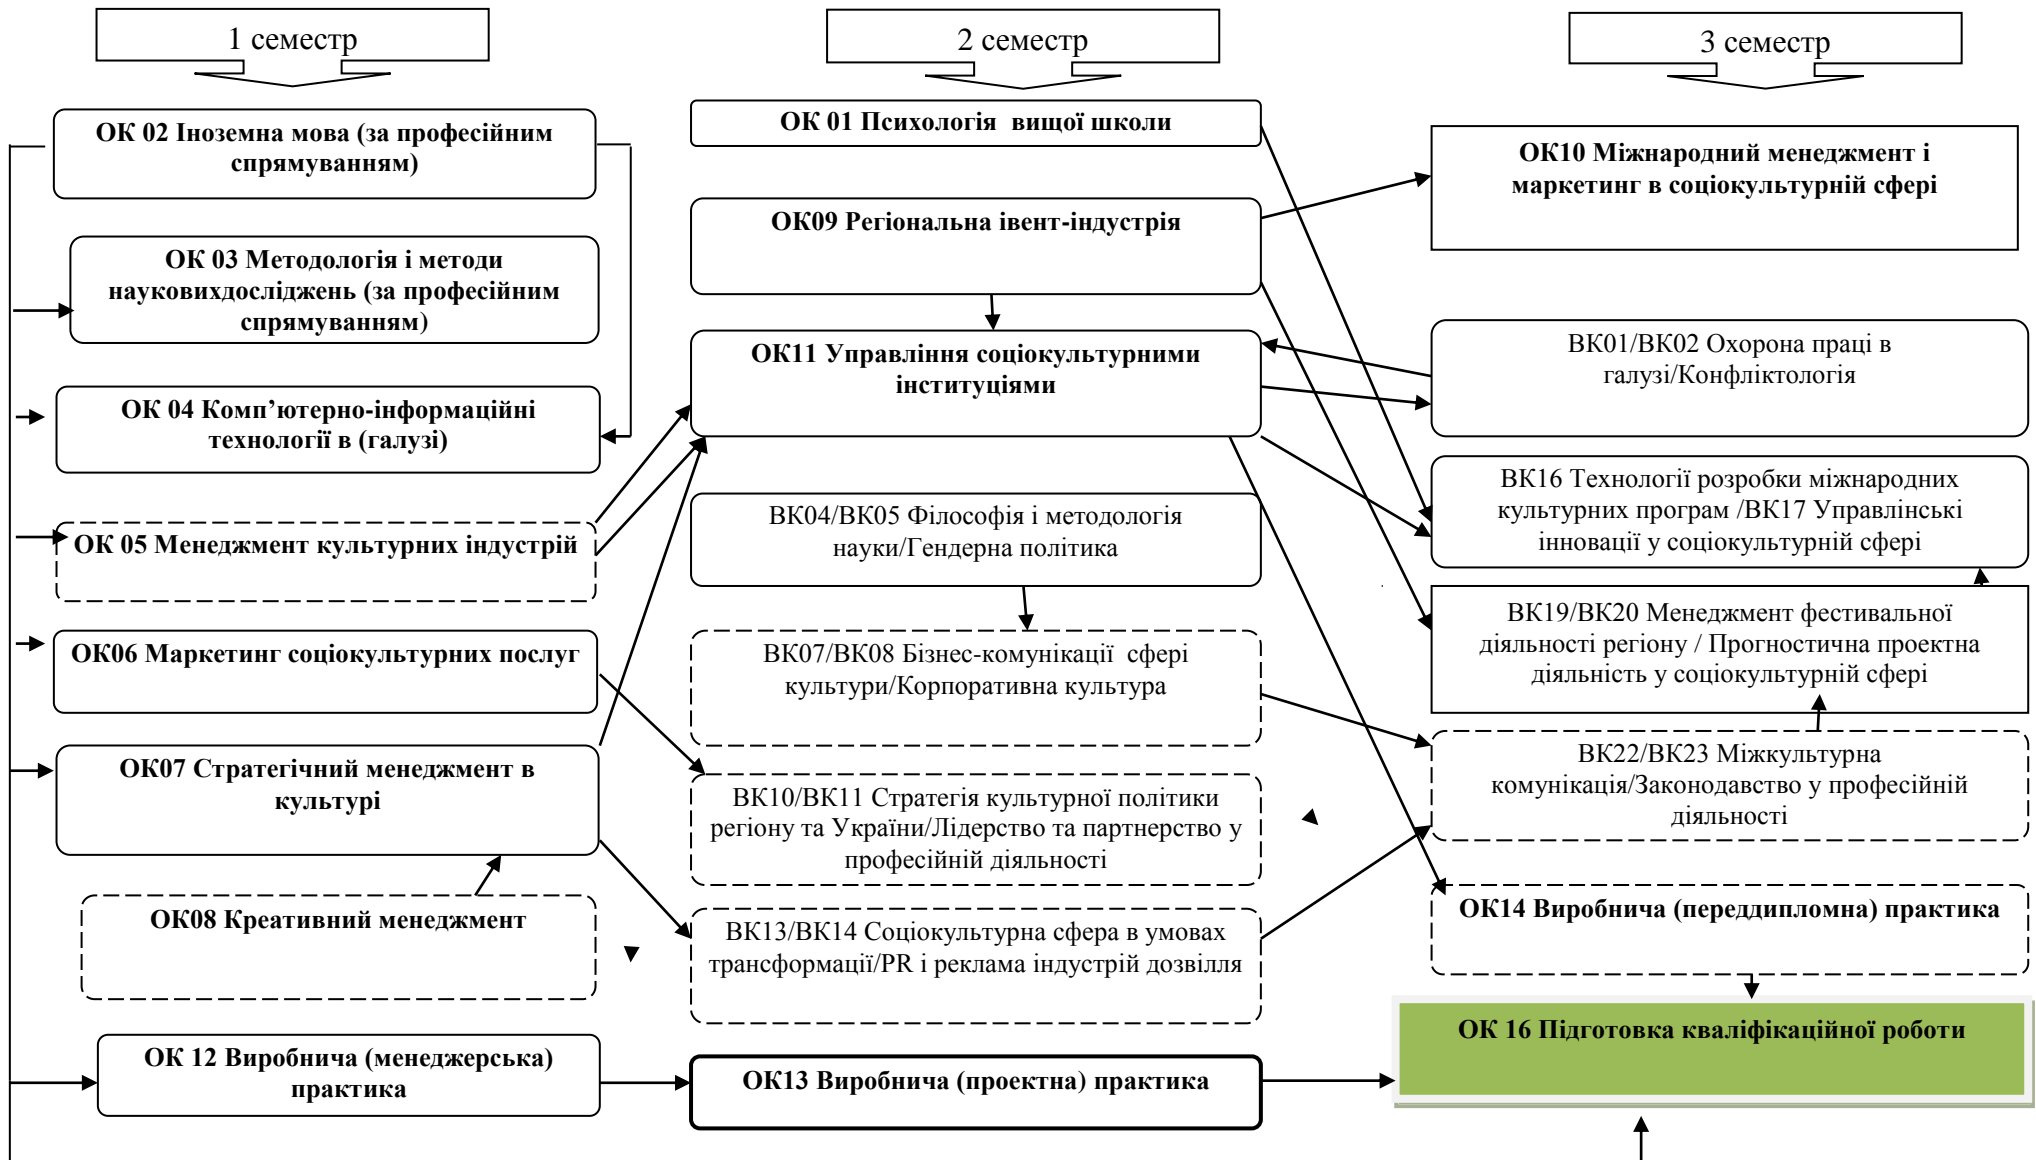 1 семестр
ОК 02 Іноземна мова (за професійним
спрямуванням)
ОК 03 Методологія і методи
науковихдосліджень (за професійним
спрямуванням)
ОК 04 Комп’ютерно-інформаційні
технології в (галузі)
ОК 05 Менеджмент культурних індустрій
ОК06 Маркетинг соціокультурних послуг
ОК07 Стратегічний менеджмент в
культурі
ОК08 Креативний менеджмент
ОК 12 Виробнича (менеджерська)
практика
2 семестр
ОК 01 Психологія вищої школи
ОК09 Регіональна івент-індустрія
ОК11 Управління соціокультурними
інституціями
ВК04/ВК05 Філософія і методологія
науки/Гендерна політика
ВК07/ВК08 Бізнес-комунікації сфері
культури/Корпоративна культура
ВК10/ВК11 Стратегія культурної політики
регіону та України/Лідерство та партнерство у
професійній діяльності
ВК13/ВК14 Соціокультурна сфера в умовах
трансформації/PR і реклама індустрій дозвілля
ОК13 Виробнича (проектна) практика
3 семестр
ОК10 Міжнародний менеджмент і
маркетинг в соціокультурній сфері
ВК01/ВК02 Охорона праці в
галузі/Конфліктологія
ВК16 Технології розробки міжнародних
культурних програм /ВК17 Управлінські
інновації у соціокультурній сфері
ВК19/ВК20 Менеджмент фестивальної
діяльності регіону / Прогностична проектна
діяльність у соціокультурній сфері
ВК22/ВК23 Міжкультурна
комунікація/Законодавство у професійній
діяльності
ОК14 Виробнича (переддипломна) практика
ОК 16 Підготовка кваліфікаційної роботи